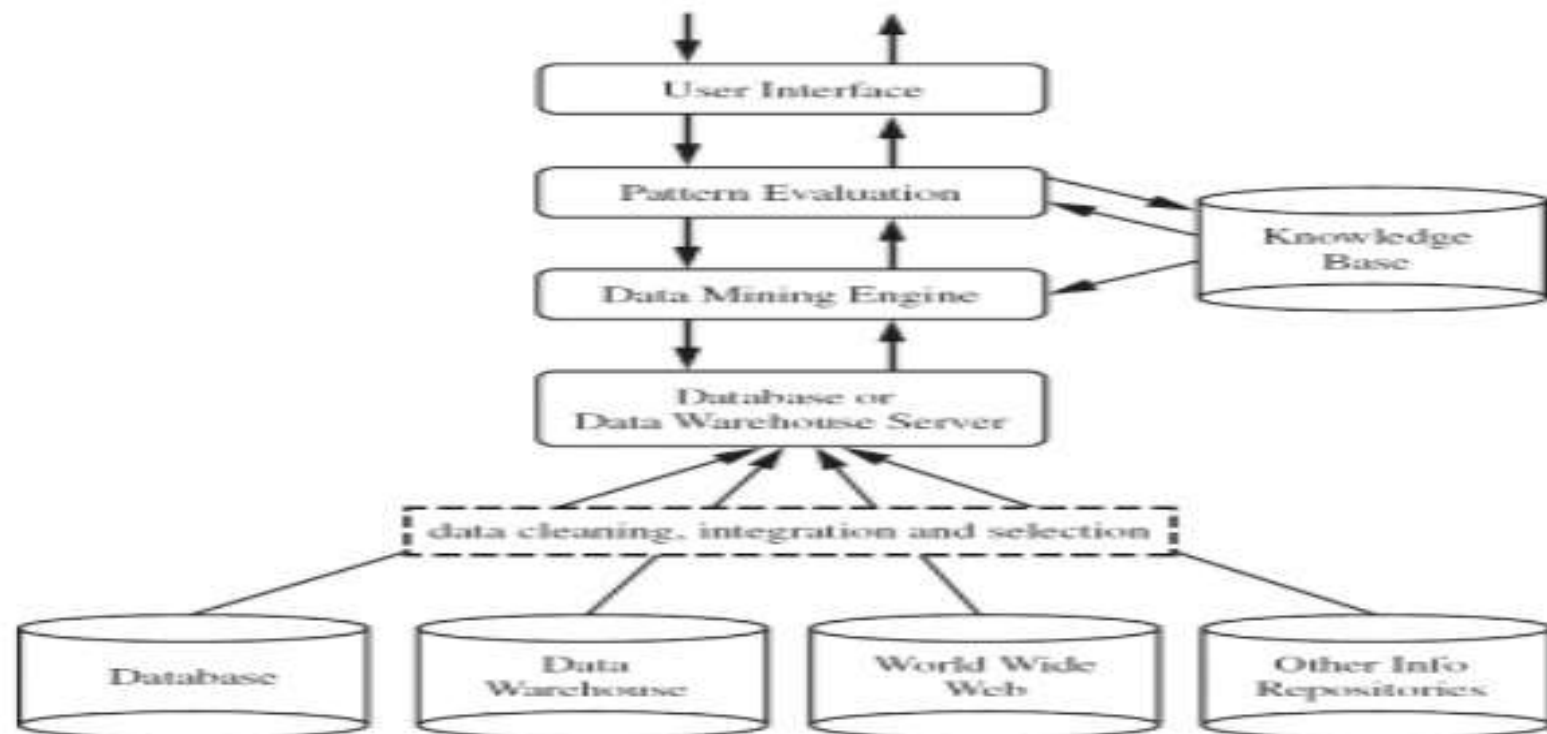 User Interface
Pattern Evaluation
Knowledge
Base
Data Mining Engine
Database or
Data Warehouse Server
data cleaning, integration and selection
Database
Data
Warehouse
World Wide
Web
Other Info
Repositories